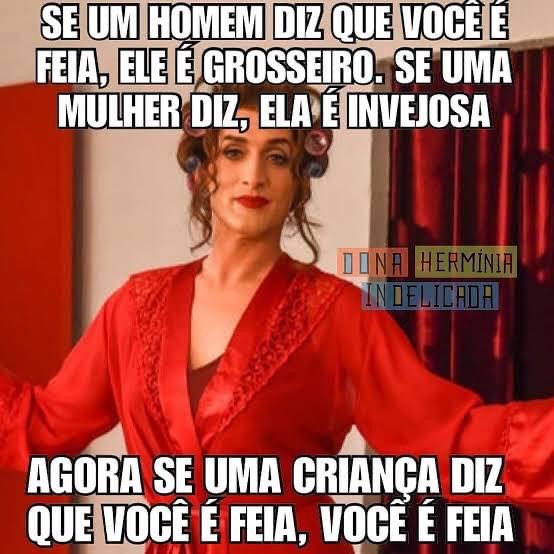 SE UM HOMEM DIZ QUE VOCÊ É
FEIA, ELE É GROSSEIRO. SE UMA
MULHER DIZ, ELA É INVEJOSA
DONA HERMÍNIA
INDELICADA
AGORA SE UMA CRIANÇA DIZ
QUE VOCÊ É FEIA, VOCÊ É FEIA